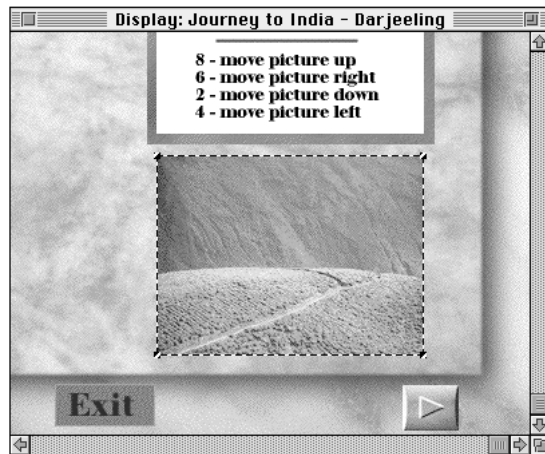 Display: Journey to India - Darjeeling
8 - move picture up
6 - move picture right
2 - move picture down
4 - move picture left
Exit